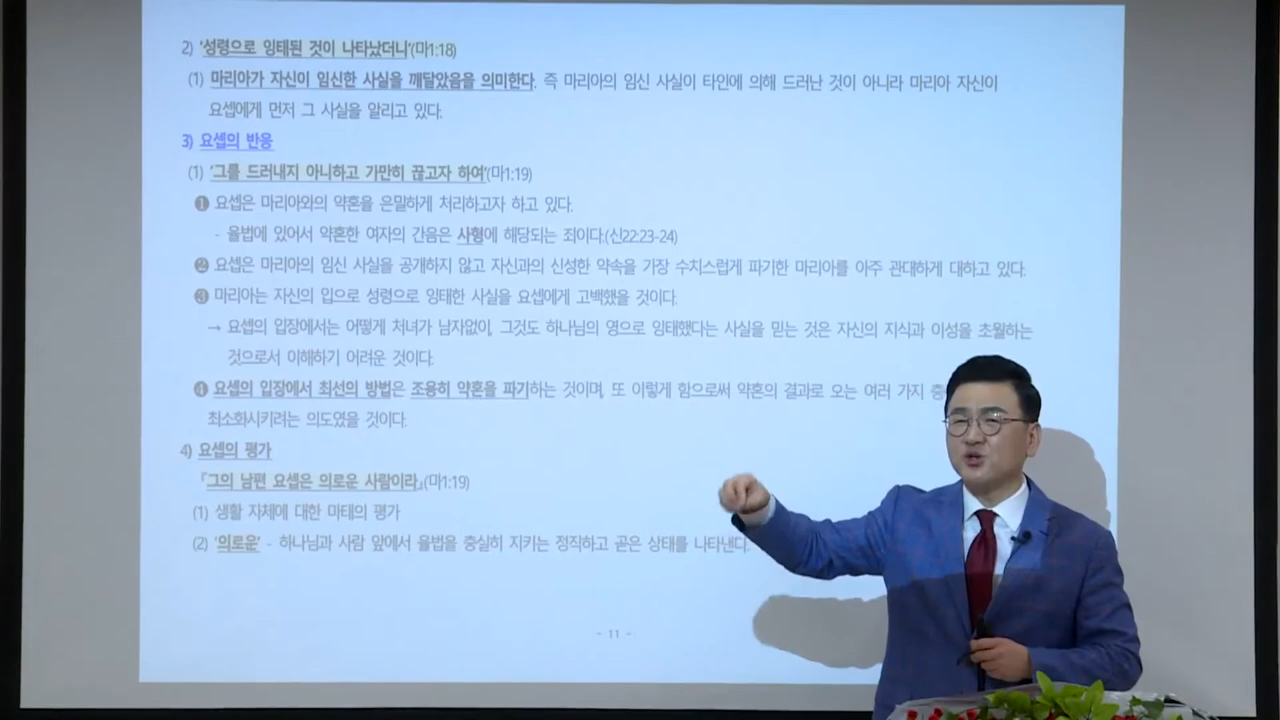 2) '성령으로 잉태된 것이 나타났더니'(마1:18)
(1) 마리아가 자신이 임신한 사실을 깨달았음을 의미한다. 즉 마리아의 임신 사실이 타인에 의해 드러난 것이 아니라 마리아 자신이
요셉에게 먼저 그 사실을 알리고 있다.
3) 요셉의 반응
(1) '그를 드러내지 아니하고 가만히 끊고자 하여'(마1:19)
❶ 요셉은 마리아와의 약혼을 은밀하게 처리하고자 하고 있다.
- 율법에 있어서 약혼한 여자의 간음은 사형에 해당되는 죄이다.(신22:23-24)
❷ 요셉은 마리아의 임신 사실을 공개하지 않고 자신과의 신성한 약속을 가장 수치스럽게 파기한 마리아를 아주 관대하게 대하고 있다.
❸ 마리아는 자신의 입으로 성령으로 잉태한 사실을 요셉에게 고백했을 것이다.
→ 요셉의 입장에서는 어떻게 처녀가 남자없이, 그것도 하나님의 영으로 잉태했다는 사실을 믿는 것은 자신의 지식과 이성을 초월하는
것으로서 이해하기 어려운 것이다.
❹ 요셉의 입장에서 최선의 방법은 조용히 약혼을 파기하는 것이며, 또 이렇게 함으로써 약혼의 결과로 오는 여러 가지
최소화시키려는 의도였을 것이다.
4) 요셉의 평가
『그의 남편 요셉은 의로운 사람이라』(마1:19)
(1) 생활 자체에 대한 마태의 평가
(2) '의로운' - 하나님과 사람 앞에서 율법을 충실히 지키는 정직하고 곧은 상태를 나타낸다.
- 11 -